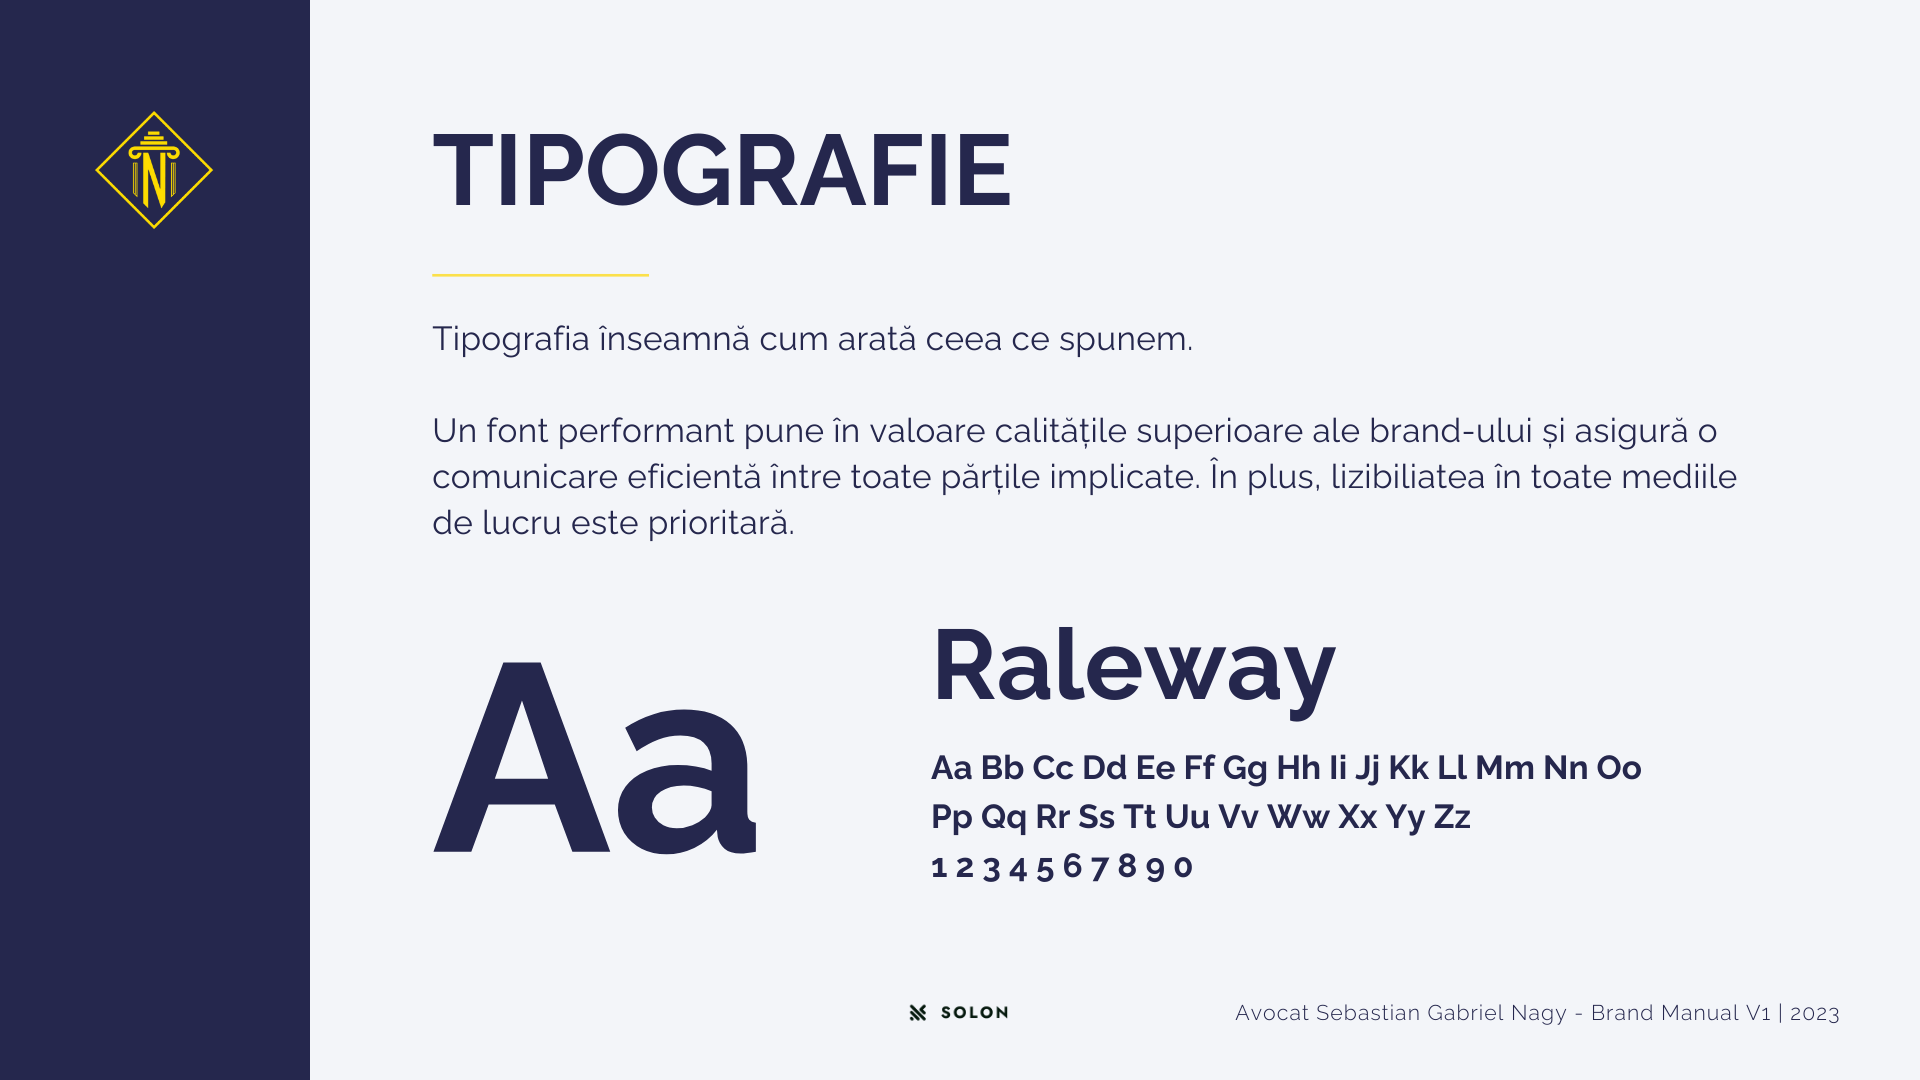 N
TIPOGRAFIE
Tipografia înseamnă cum arată ceea ce spunem.
Un font performant pune în valoare calitățile superioare ale brand-ului și asigură o
comunicare eficientă între toate părțile implicate. În plus, lizibiliatea în toate mediile
de lucru este prioritară.
Aa
Raleway
Aa Bb Cc Dd Ee Ff Gg Hh Ii Jj Kk Ll Mm Nn Oo
Pp Qq Rr Ss Tt Uu Vv Ww Xx Yy Zz
1 2 3 4 5 6 7 8 9 0
SOLON
Avocat Sebastian Gabriel Nagy - Brand Manual V1 | 2023